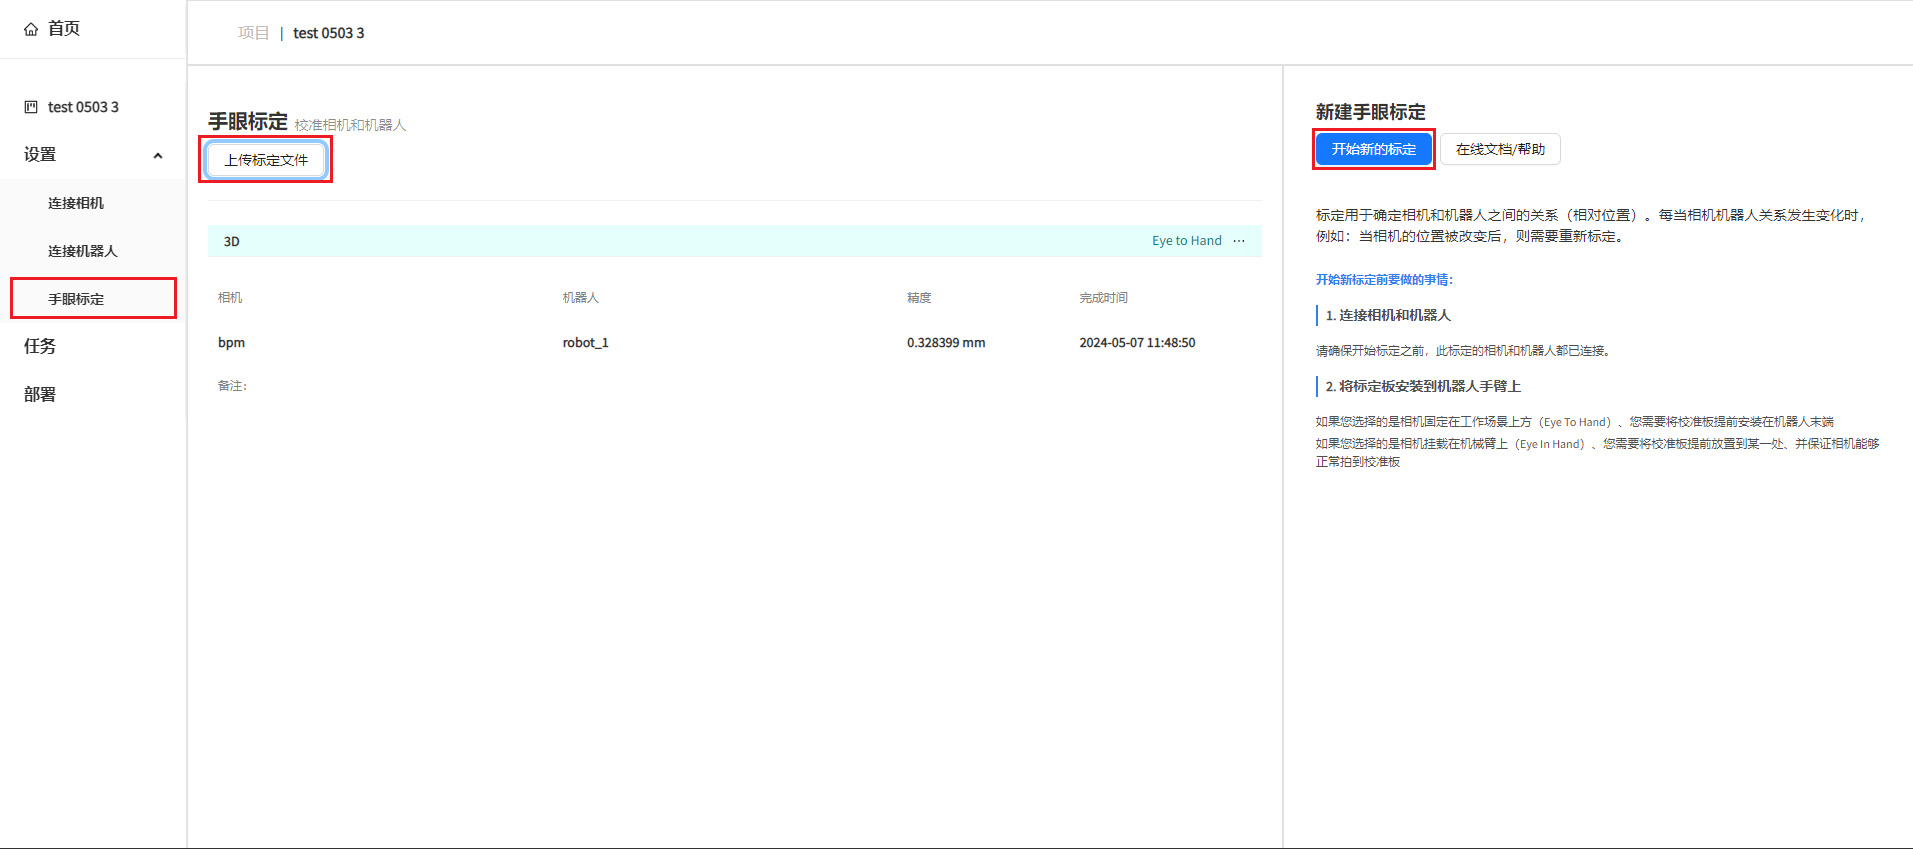 首页
test 0503 3
设置
连接相机
连接机器人
手眼标定
任务
部署
项目 | test 0503 3
手眼标定 校准相机和机器人
上传标定文件
3D Eye to Hand ···
相机 机器人 精度 完成时间
bpm robot_1 0.328399 mm 2024-05-07 11:48:50
备注:
新建手眼标定
开始新的标定 在线文档/帮助
标定用于确定相机和机器人之间的关系（相对位置）。每当相机机器人关系发生变化时，
例如：当相机的位置被改变后，则需要重新标定。
开始新标定前要做的事情：
1. 连接相机和机器人
请确保开始标定之前，此标定的相机和机器人都已连接。
2. 将标定板安装到机器人手臂上
如果您选择的是相机固定在工作场景上方（Eye To Hand）、您需要将校准板提前安装在机器人末端
如果您选择的是相机挂载在机械臂上（Eye In Hand）、您需要将校准板提前放置到某一处、并保证相机能够
正常拍到校准板